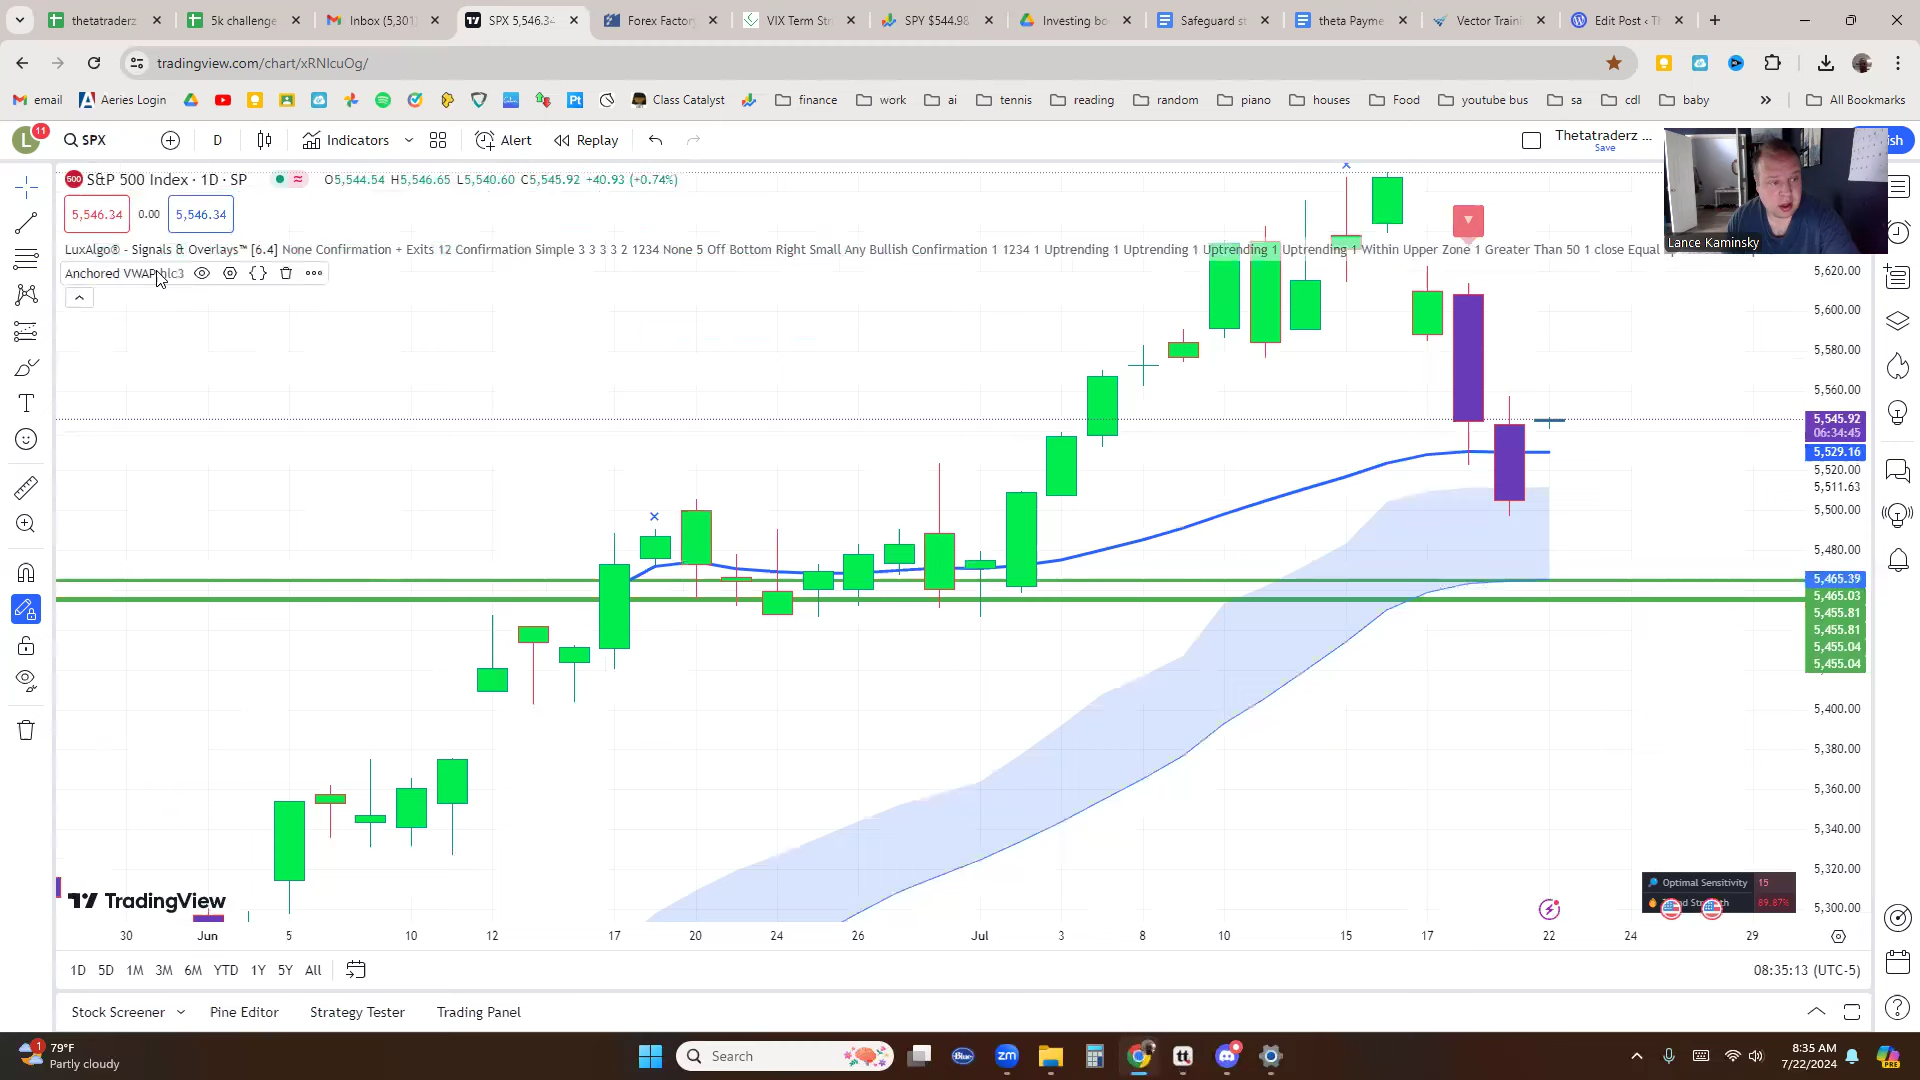 thetatraderz
5k challenge
Inbox (5,301
SPX 5,546.34
Forex Factor
VIX Term Str
SPY $544.98
Investing bo
Safeguard st
theta Payme
Vector Traini
Edit Post ‹ T
tradingview.com/chart/xRNlcuOg/
email
Aeries Login
Class Catalyst
finance
work
ai
tennis
reading
random
piano
houses
Food
youtube bus
sa
cdl
baby
All Bookmarks
L
11
SPX
D
Indicators
Alert
Replay
Thetatraderz ...
Save
ish
500
S&P 500 Index · 1D · SP
O5,544.54 H5,546.65 L5,540.60 C5,545.92 +40.93 (+0.74%)
5,546.34
0.00
5,546.34
LuxAlgo® - Signals & Overlays™ [6.4] None Confirmation + Exits 12 Confirmation Simple 3 3 3 3 2 1234 None 5 Off Bottom Right Small Any Bullish Confirmation 1 1234 1 Uptrending 1 Uptrending 1 Uptrending 1 Uptrending 1 Within Upper Zone 1 Greater Than 50 1 close Equal
Anchored VWAP hlc3
Lance Kaminsky
5,620.00
5,600.00
5,580.00
5,560.00
5,545.92
06:34:45
5,529.16
5,520.00
5,511.63
5,500.00
5,480.00
5,465.39
5,465.03
5,455.81
5,455.81
5,455.04
5,455.04
5,400.00
5,380.00
5,360.00
5,340.00
5,320.00
5,300.00
TradingView
Optimal Sensitivity 15
89.87%
30
Jun
5
10
12
17
20
24
26
Jul
3
8
10
15
17
22
24
29
1D
5D
1M
3M
6M
YTD
1Y
5Y
All
08:35:13 (UTC-5)
Stock Screener
Pine Editor
Strategy Tester
Trading Panel
1
79°F
Partly cloudy
Search
Blue
zm
tt
8:35 AM
7/22/2024
PRE